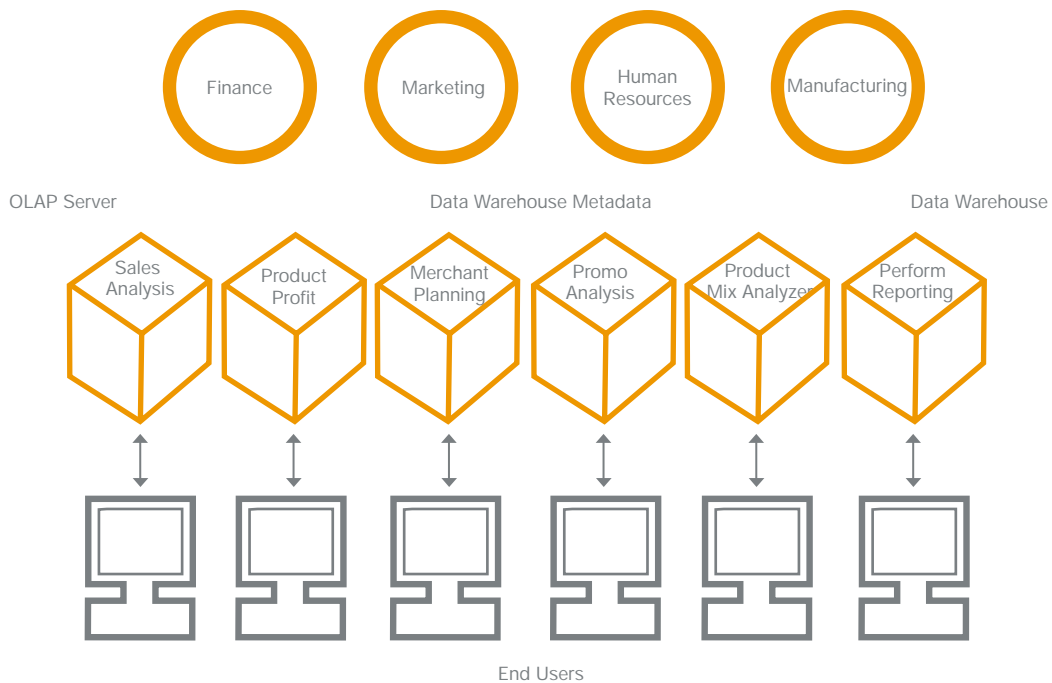 Finance
Marketing
Human
Resources
Manufacturing
OLAP Server
Data Warehouse Metadata
Data Warehouse
Sales
Analysis
Product
Profit
Merchant
Planning
Promo
Analysis
Product
Mix Analyzer
Perform
Reporting
End Users